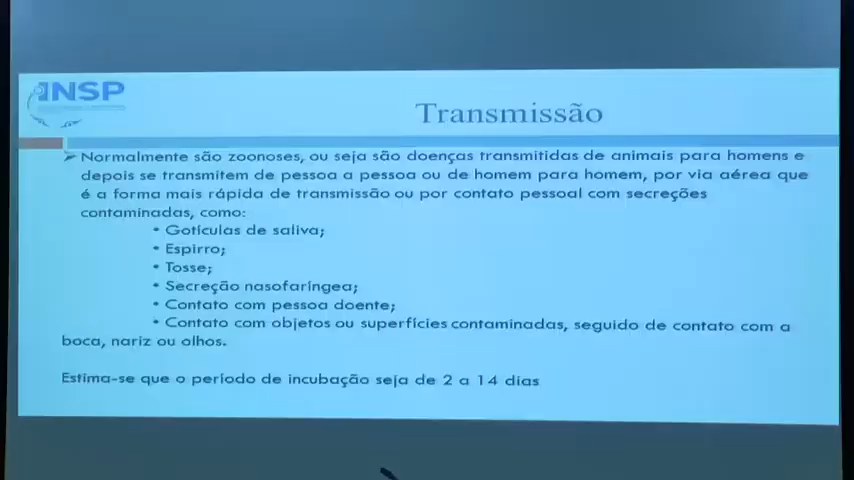 INSP
Transmissão
➤ Normalmente são zoonoses, ou seja são doenças transmitidas de animais para homens e
depois se transmitem de pessoa a pessoa ou de homem para homem, por via aérea que
é a forma mais rápida de transmissão ou por contato pessoal com secreções
contaminadas, como:
• Gotículas de saliva;
• Espirro;
• Tosse;
• Secreção nasofaríngea;
• Contato com pessoa doente;
• Contato com objetos ou superfícies contaminadas, seguido de contato com a
boca, nariz ou olhos.
Estima-se que o período de incubação seja de 2 a 14 dias